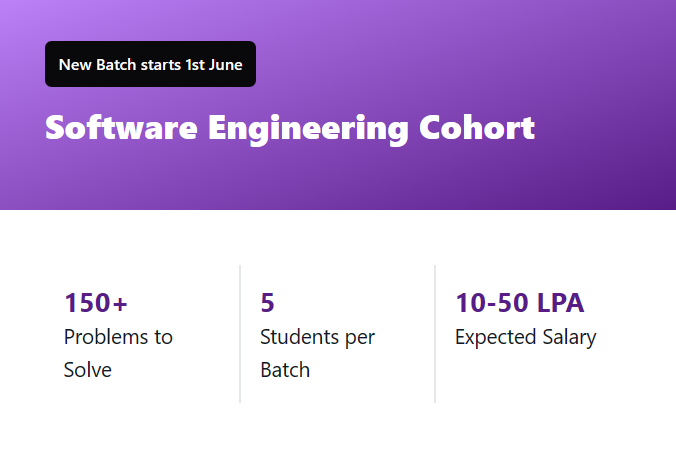 New Batch starts 1st June
Software Engineering Cohort
150+
Problems to
Solve
5
Students per
Batch
10-50 LPA
Expected Salary